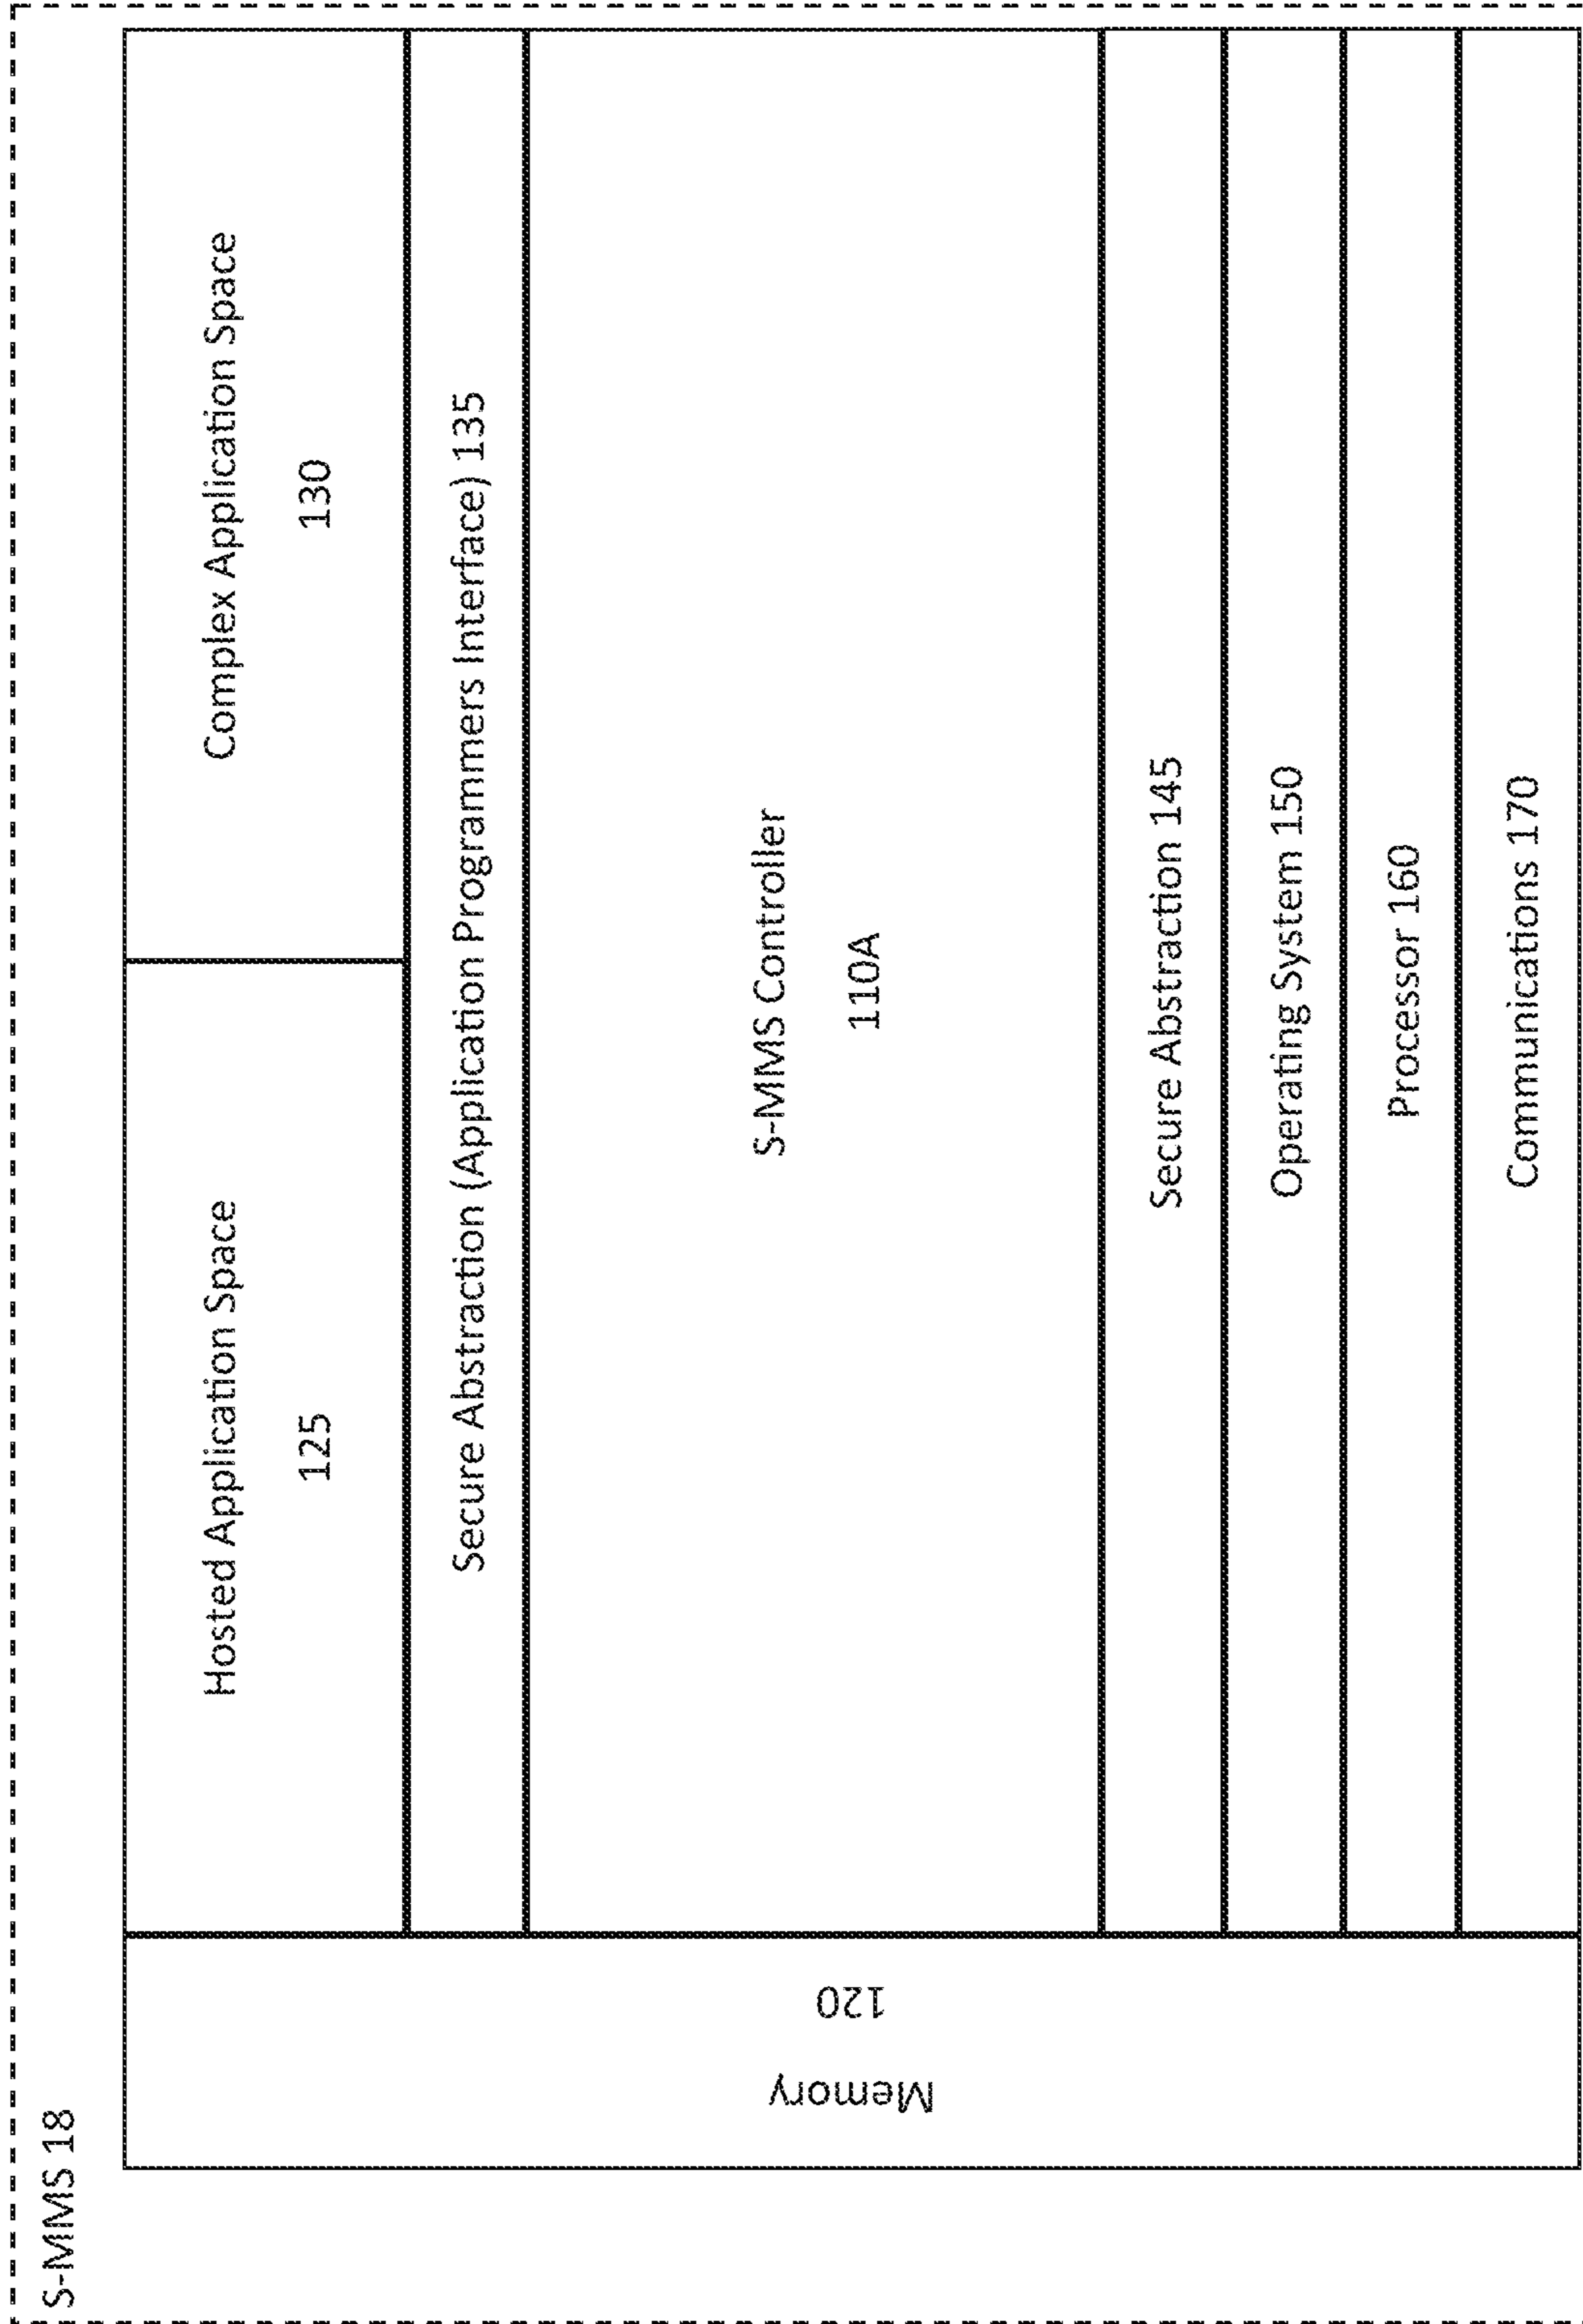 S-MMS 18
Memory
120
Hosted Application Space
125
Complex Application Space
130
Secure Abstraction (Application Programmers Interface) 135
S-MMS Controller
110A
Secure Abstraction 145
Operating System 150
Processor 160
Communications 170